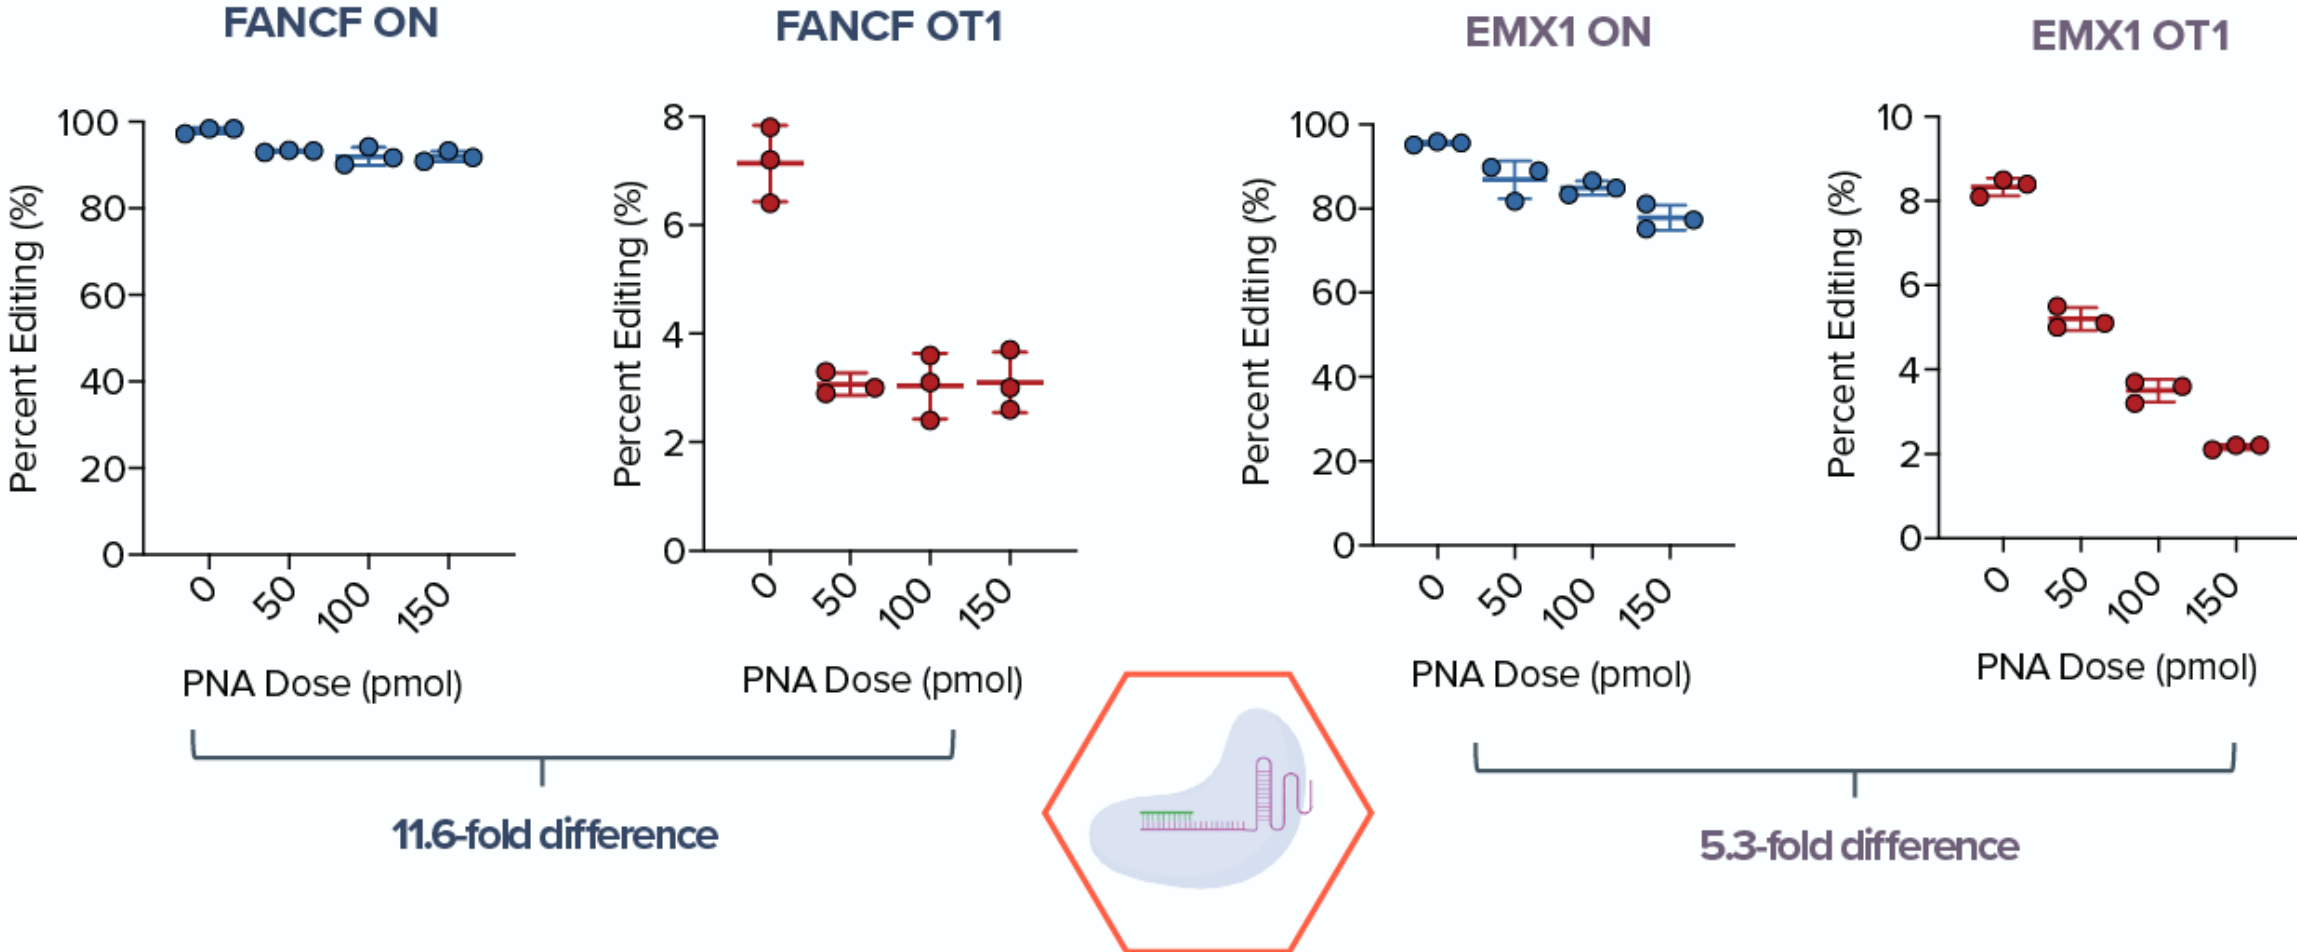 FANCF ON
FANCF OT1
EMX1 ON
EMX1 OT1
Percent Editing (%)
100
80
60
40
20
0
0
50
100
150
PNA Dose (pmol)
Percent Editing (%)
8
6
4
2
0
0
50
100
150
PNA Dose (pmol)
11.6-fold difference
Percent Editing (%)
100
80
60
40
20
0
0
50
100
150
PNA Dose (pmol)
Percent Editing (%)
10
8
6
4
2
0
0
50
100
150
PNA Dose (pmol)
5.3-fold difference